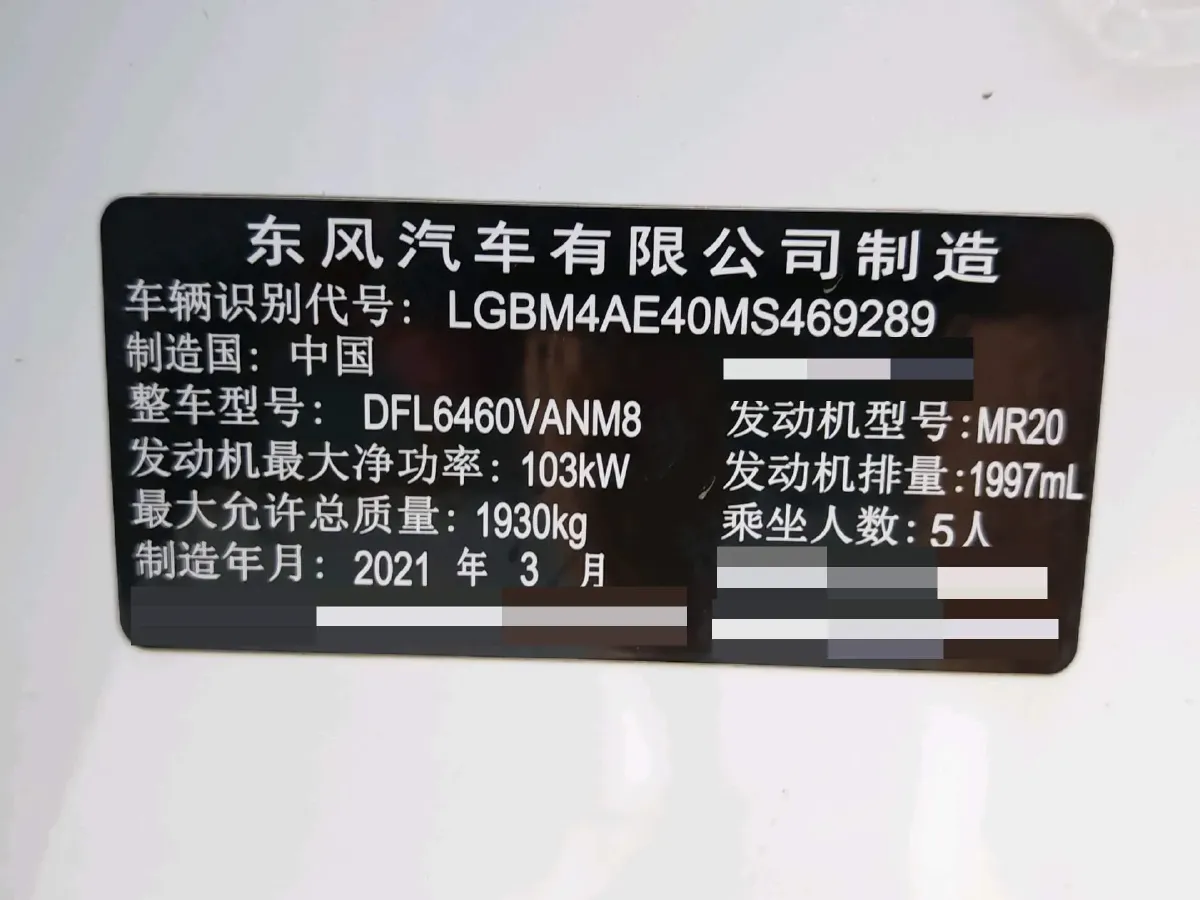 东风汽车有限公司制造
车辆识别代号：LGBM4AE40MS469289
制造国：中国
整车型号：DFL6460VANM8 发动机型号:MR20
发动机最大净功率：103kW 发动机排量:1997mL
最大允许总质量：1930kg 乘坐人数：5人
制造年月：2021 年 3 月